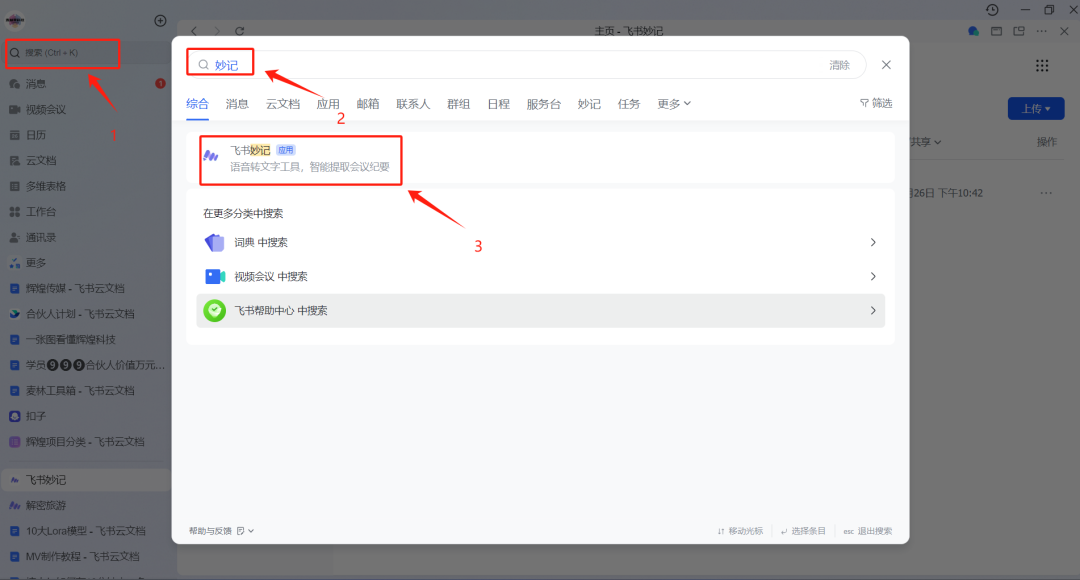 搜索 (Ctrl + K)
消息
1
视频会议
日历
云文档
多维表格
工作台
通讯录
更多
辉煌传媒 - 飞书云文档
合伙人计划 - 飞书云文档
一张图看懂辉煌科技
学员❾❾❾合伙人价值万元...
麦林工具箱 - 飞书云文档
扣子
辉煌项目分类 - 飞书云文档
飞书妙记
解密旅游
10大Lora模型 - 飞书云文档
MV制作教程 - 飞书云文档
1
主页 - 飞书妙记
妙记
清除
综合 消息 云文档 应用 邮箱 联系人 群组 日程 服务台 妙记 任务 更多
筛选
2
飞书妙记 应用
语音转文字工具，智能提取会议纪要
3
在更多分类中搜索
词典 中搜索
视频会议 中搜索
飞书帮助中心 中搜索
帮助与反馈
移动光标
选择条目
esc 退出搜索
上传
共享
操作
月26日 下午10:42